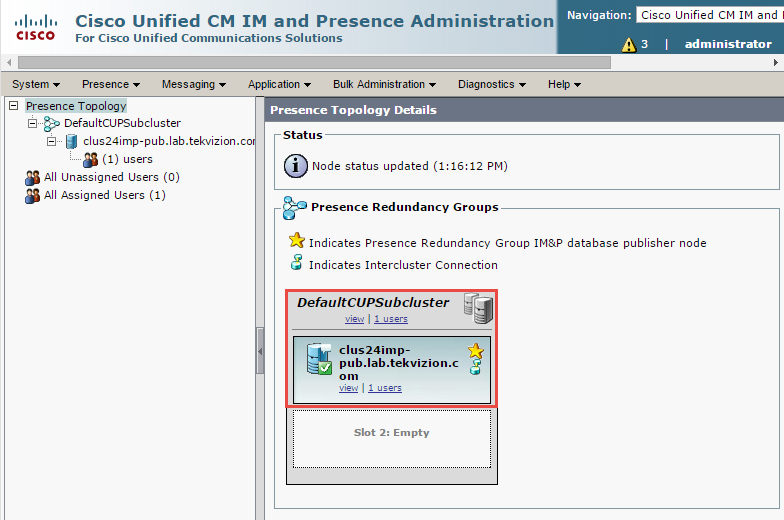 Cisco Unified CM IM and Presence Administration
Navigation: Cisco Unified CM IM and
CISCO
For Cisco Unified Communications Solutions
3 | administrator
System Presence Messaging Application Bulk Administration Diagnostics Help
Presence Topology
DefaultCUPSubcluster
clus24imp-pub.lab.tekvizion.cor
(1) users
All Unassigned Users (0)
All Assigned Users (1)
Presence Topology Details
Status
Node status updated (1:16:12 PM)
Presence Redundancy Groups
Indicates Presence Redundancy Group IM&P database publisher node
Indicates Intercluster Connection
DefaultCUPSubcluster
view | 1 users
clus24imp-
pub.lab.tekvizion.c
om
view | 1 users
Slot 2: Empty